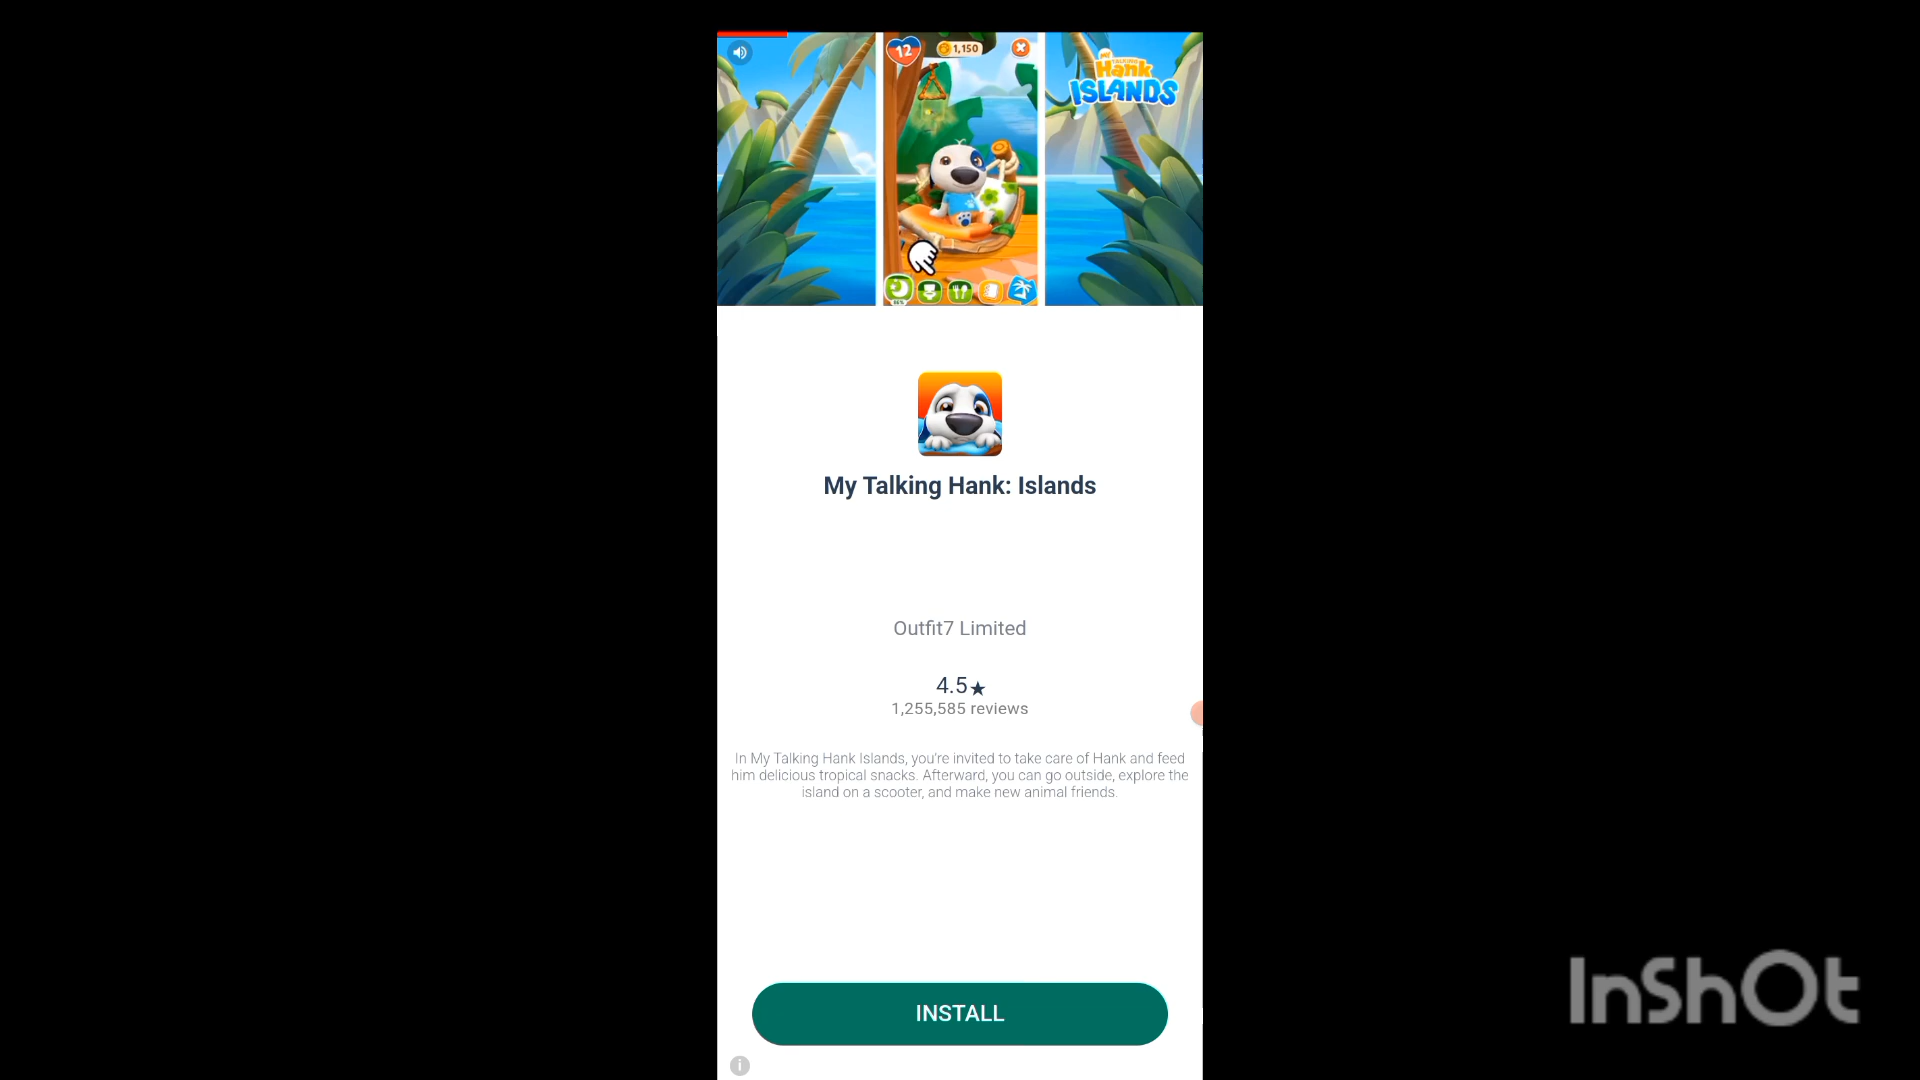 12
1,150
MY
TALKING
Hank
ISLANDS
My Talking Hank: Islands
Outfit7 Limited
4.5★
1,255,585 reviews
In My Talking Hank Islands, you're invited to take care of Hank and feed
him delicious tropical snacks. Afterward, you can go outside, explore the
island on a scooter, and make new animal friends.
INSTALL
i
InShOt